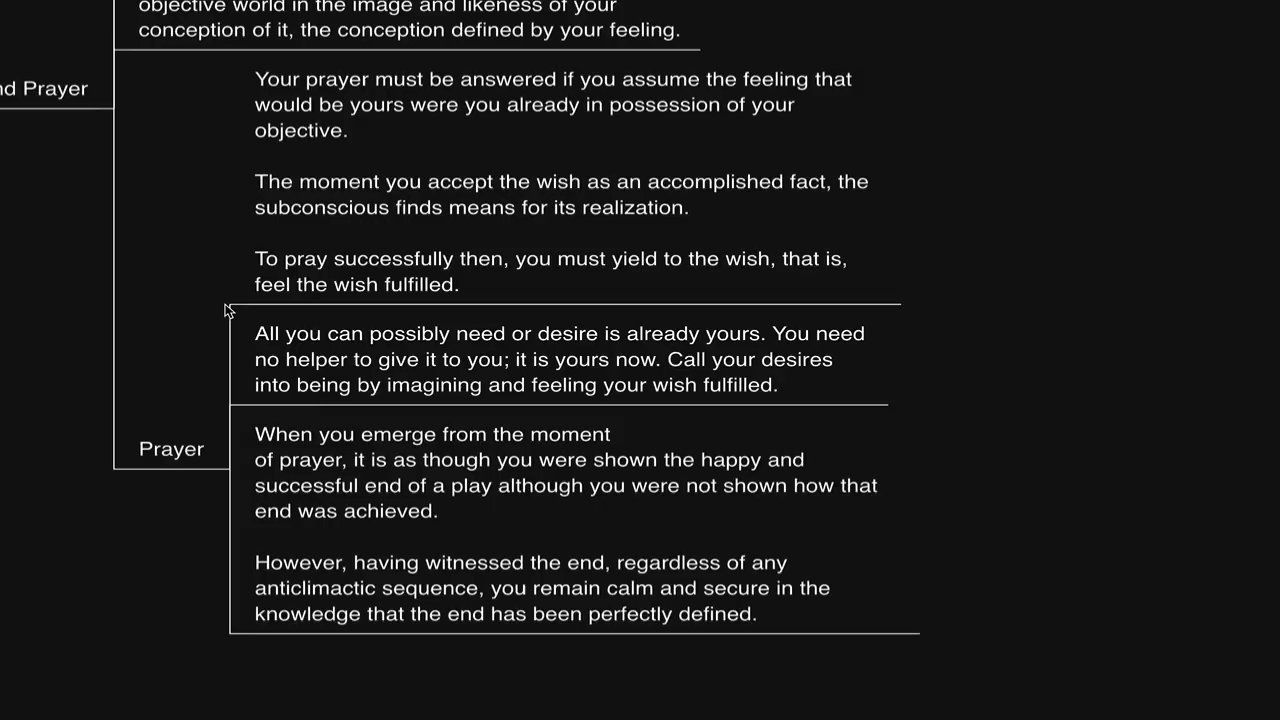 objective world in the image and likeness of your
conception of it, the conception defined by your feeling.
nd Prayer
Your prayer must be answered if you assume the feeling that
would be yours were you already in possession of your
objective.
The moment you accept the wish as an accomplished fact, the
subconscious finds means for its realization.
To pray successfully then, you must yield to the wish, that is,
feel the wish fulfilled.
All you can possibly need or desire is already yours. You need
no helper to give it to you; it is yours now. Call your desires
into being by imagining and feeling your wish fulfilled.
Prayer
When you emerge from the moment
of prayer, it is as though you were shown the happy and
successful end of a play although you were not shown how that
end was achieved.
However, having witnessed the end, regardless of any
anticlimactic sequence, you remain calm and secure in the
knowledge that the end has been perfectly defined.